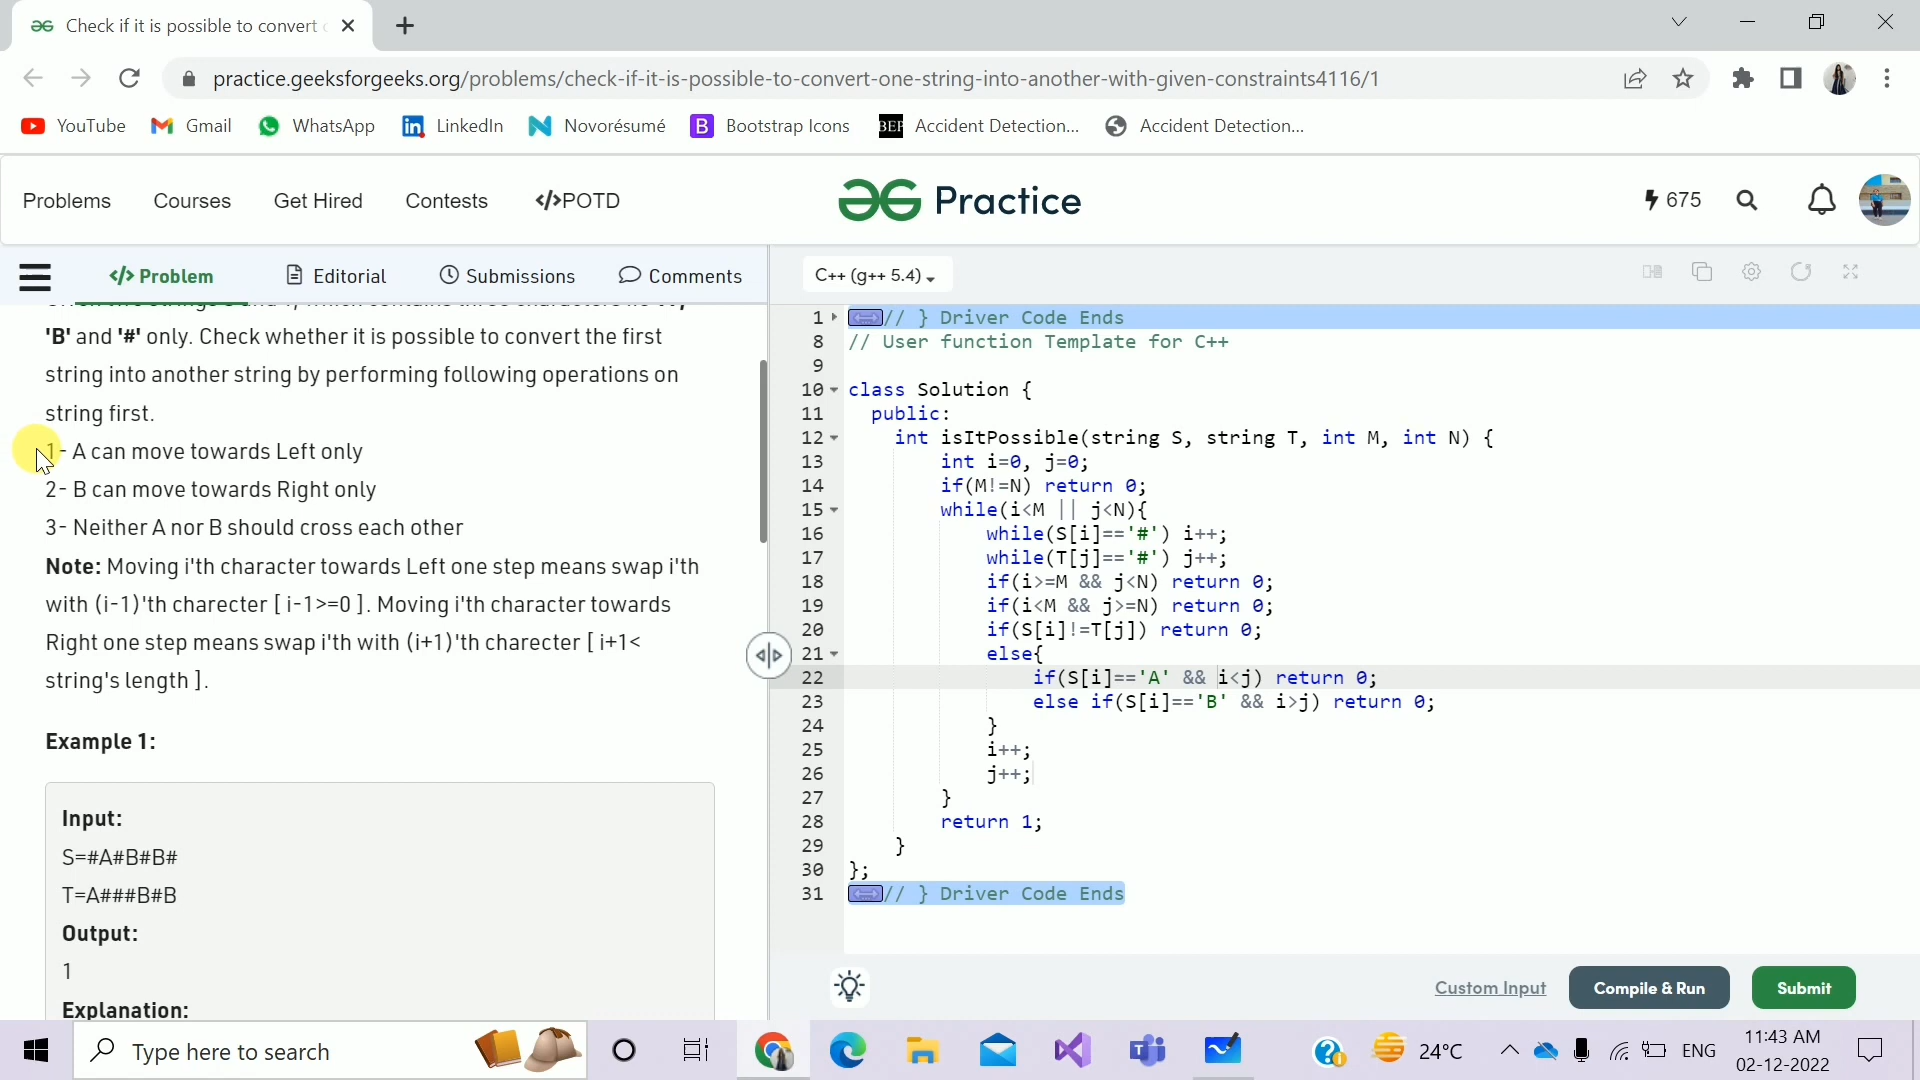 Check if it is possible to convert
practice.geeksforgeeks.org/problems/check-if-it-is-possible-to-convert-one-string-into-another-with-given-constraints4116/1
YouTube Gmail WhatsApp LinkedIn Novorésumé Bootstrap Icons Accident Detection... Accident Detection...
Problems Courses Get Hired Contests </>POTD Practice 675
</> Problem Editorial Submissions Comments
'B' and '#' only. Check whether it is possible to convert the first
string into another string by performing following operations on
string first.
1- A can move towards Left only
2- B can move towards Right only
3- Neither A nor B should cross each other
Note: Moving i'th character towards Left one step means swap i'th
with (i-1)'th charecter [ i-1>=0 ]. Moving i'th character towards
Right one step means swap i'th with (i+1)'th charecter [ i+1<
string's length ].
Example 1:
Input:
S=#A#B#B#
T=A###B#B
Output:
1
Explanation:
C++ (g++ 5.4)
1 // } Driver Code Ends
8 // User function Template for C++
9
10 class Solution {
11 public:
12 int isItPossible(string S, string T, int M, int N) {
13 int i=0, j=0;
14 if(M!=N) return 0;
15 while(i<M || j<N){
16 while(S[i]=='#') i++;
17 while(T[j]=='#') j++;
18 if(i>=M && j<N) return 0;
19 if(i<M && j>=N) return 0;
20 if(S[i]!=T[j]) return 0;
21 else{
22 if(S[i]=='A' && i<j) return 0;
23 else if(S[i]=='B' && i>j) return 0;
24 }
25 i++;
26 j++;
27 }
28 return 1;
29 }
30 };
31 // } Driver Code Ends
Custom Input Compile & Run Submit
Type here to search
24°C
ENG
11:43 AM
02-12-2022